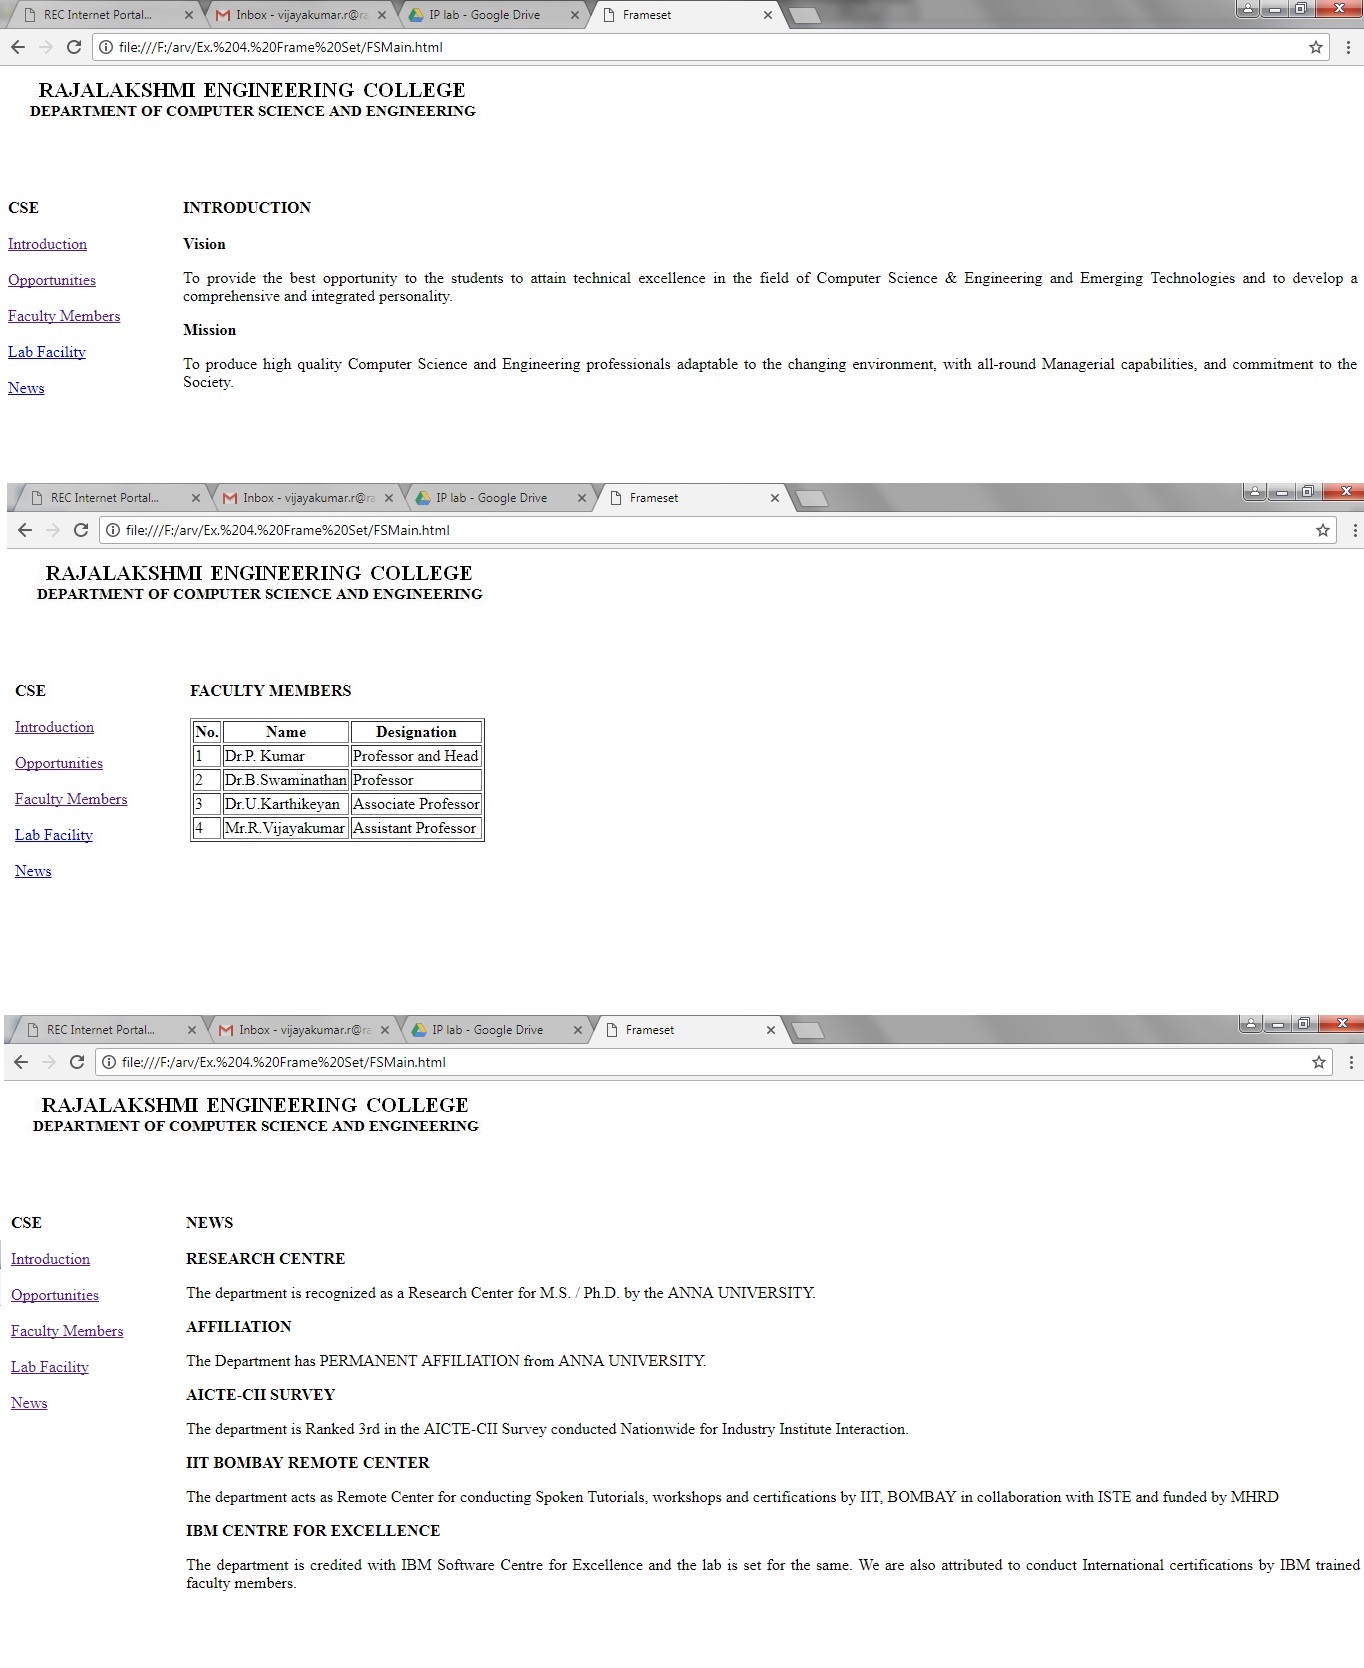 REC Internet Portal...
Inbox - vijayakumar.r@ra
IP lab - Google Drive
Frameset
file:///F:/arv/Ex.%204.%20Frame%20Set/FSMain.html
RAJALAKSHMI ENGINEERING COLLEGE
DEPARTMENT OF COMPUTER SCIENCE AND ENGINEERING
CSE
Introduction
Opportunities
Faculty Members
Lab Facility
News
INTRODUCTION
Vision
To provide the best opportunity to the students to attain technical excellence in the field of Computer Science & Engineering and Emerging Technologies and to develop a
comprehensive and integrated personality.
Mission
To produce high quality Computer Science and Engineering professionals adaptable to the changing environment, with all-round Managerial capabilities, and commitment to the
Society.
REC Internet Portal...
Inbox - vijayakumar.r@ra
IP lab - Google Drive
Frameset
file:///F:/arv/Ex.%204.%20Frame%20Set/FSMain.html
RAJALAKSHMI ENGINEERING COLLEGE
DEPARTMENT OF COMPUTER SCIENCE AND ENGINEERING
CSE
Introduction
Opportunities
Faculty Members
Lab Facility
News
FACULTY MEMBERS
No. Name Designation
1 Dr.P. Kumar Professor and Head
2 Dr.B.Swaminathan Professor
3 Dr.U.Karthikeyan Associate Professor
4 Mr.R.Vijayakumar Assistant Professor
REC Internet Portal...
Inbox - vijayakumar.r@ra
IP lab - Google Drive
Frameset
file:///F:/arv/Ex.%204.%20Frame%20Set/FSMain.html
RAJALAKSHMI ENGINEERING COLLEGE
DEPARTMENT OF COMPUTER SCIENCE AND ENGINEERING
CSE
Introduction
Opportunities
Faculty Members
Lab Facility
News
NEWS
RESEARCH CENTRE
The department is recognized as a Research Center for M.S. / Ph.D. by the ANNA UNIVERSITY.
AFFILIATION
The Department has PERMANENT AFFILIATION from ANNA UNIVERSITY.
AICTE-CII SURVEY
The department is Ranked 3rd in the AICTE-CII Survey conducted Nationwide for Industry Institute Interaction.
IIT BOMBAY REMOTE CENTER
The department acts as Remote Center for conducting Spoken Tutorials, workshops and certifications by IIT, BOMBAY in collaboration with ISTE and funded by MHRD
IBM CENTRE FOR EXCELLENCE
The department is credited with IBM Software Centre for Excellence and the lab is set for the same. We are also attributed to conduct International certifications by IBM trained
faculty members.